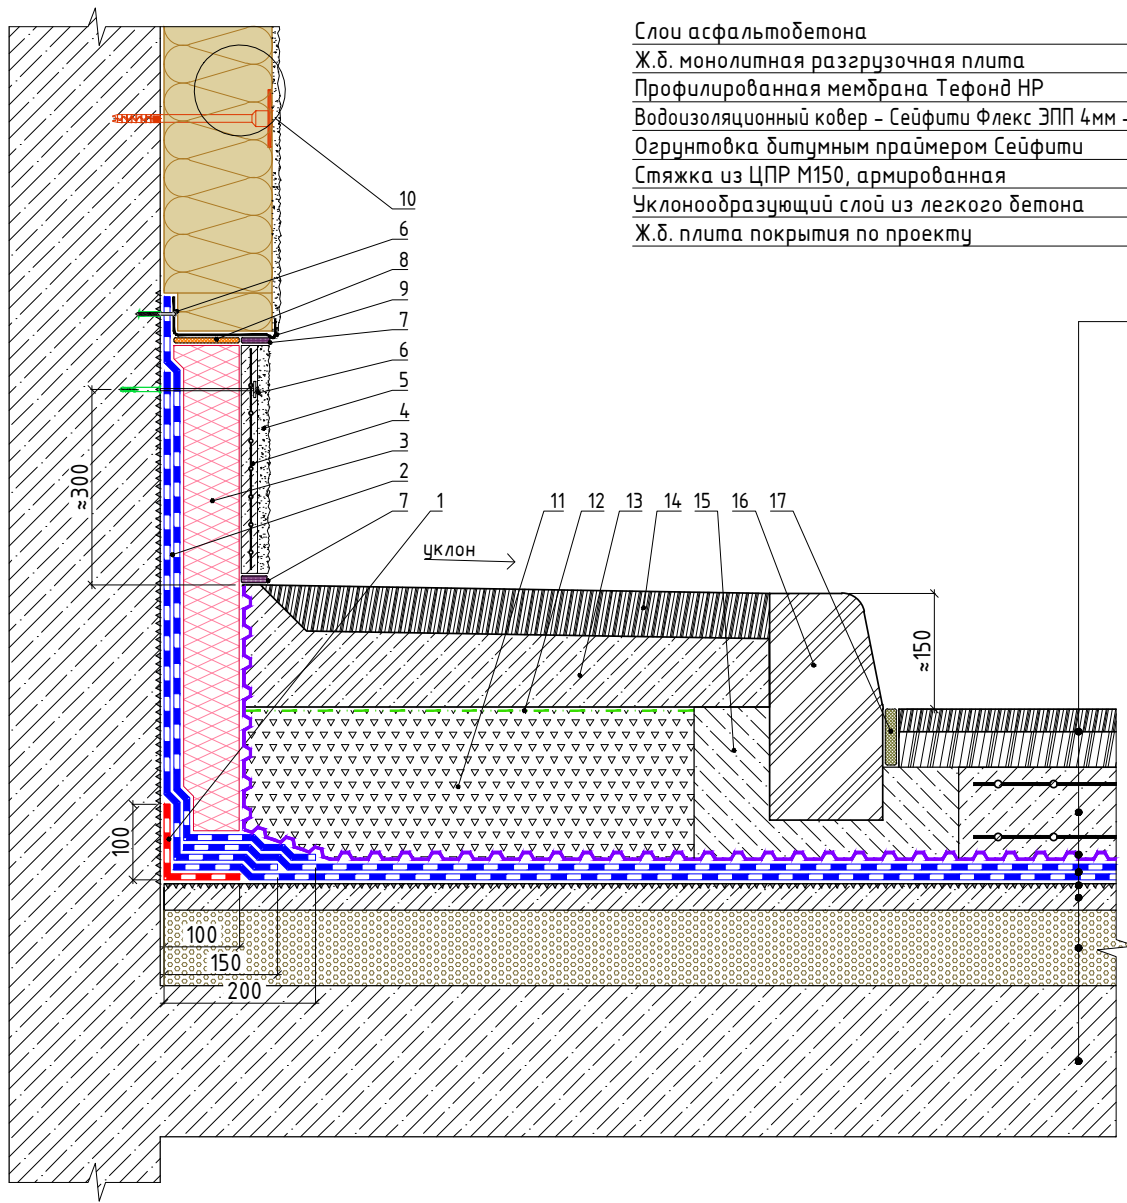 Слои асфальтобетона
Ж.б. монолитная разгрузочная плита
Профилированная мембрана Тефонд НР
Водоизоляционный ковер - Сейфити Флекс ЭПП 4мм -
Огрунтовка битумным праймером Сейфити
Стяжка из ЦПР М150, армированная
Уклонообразующий слой из легкого бетона
Ж.б. плита покрытия по проекту
10
6
8
9
7
6
5
4
3
2
7
1
11
12
13
14
15
16
17
уклон
≈300
≈150
100
100
150
200